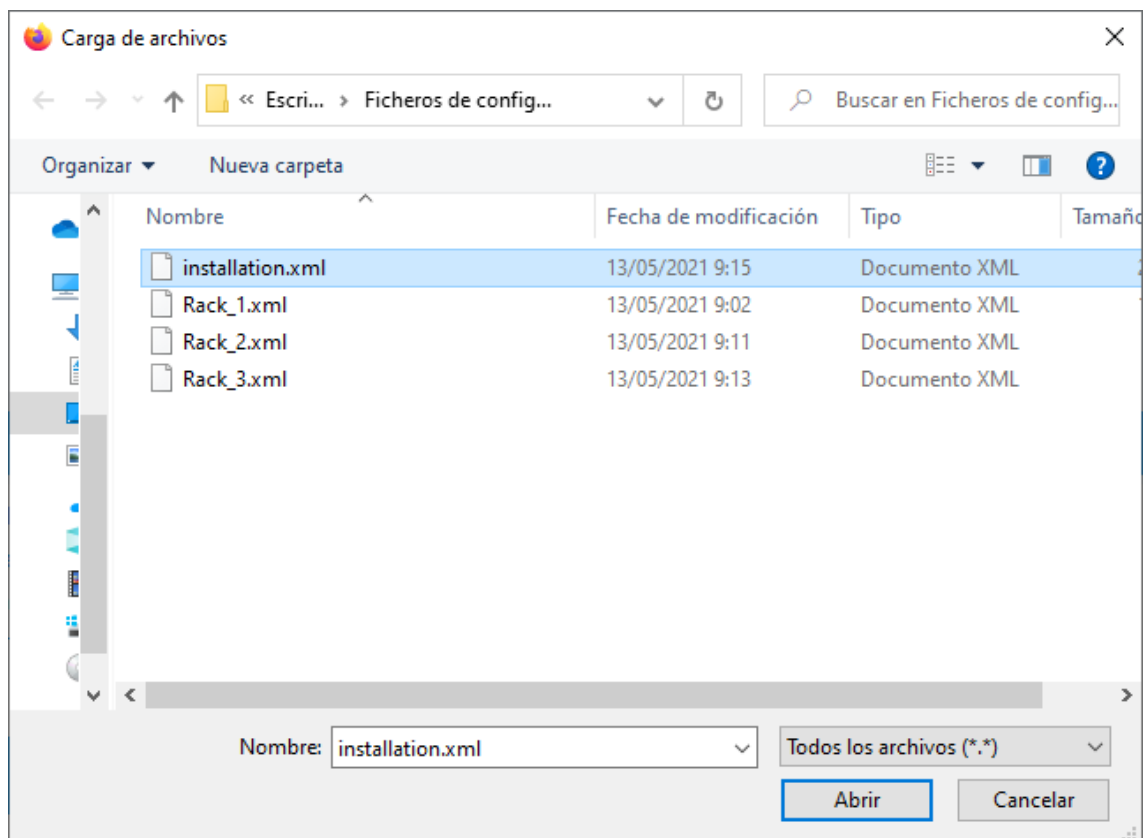 Carga de archivos
« Escri... › Ficheros de config...
Buscar en Ficheros de config...
Organizar Nueva carpeta
Nombre Fecha de modificación Tipo Tamaño
installation.xml 13/05/2021 9:15 Documento XML
Rack_1.xml 13/05/2021 9:02 Documento XML
Rack_2.xml 13/05/2021 9:11 Documento XML
Rack_3.xml 13/05/2021 9:13 Documento XML
Nombre: installation.xml Todos los archivos (*.*)
Abrir Cancelar